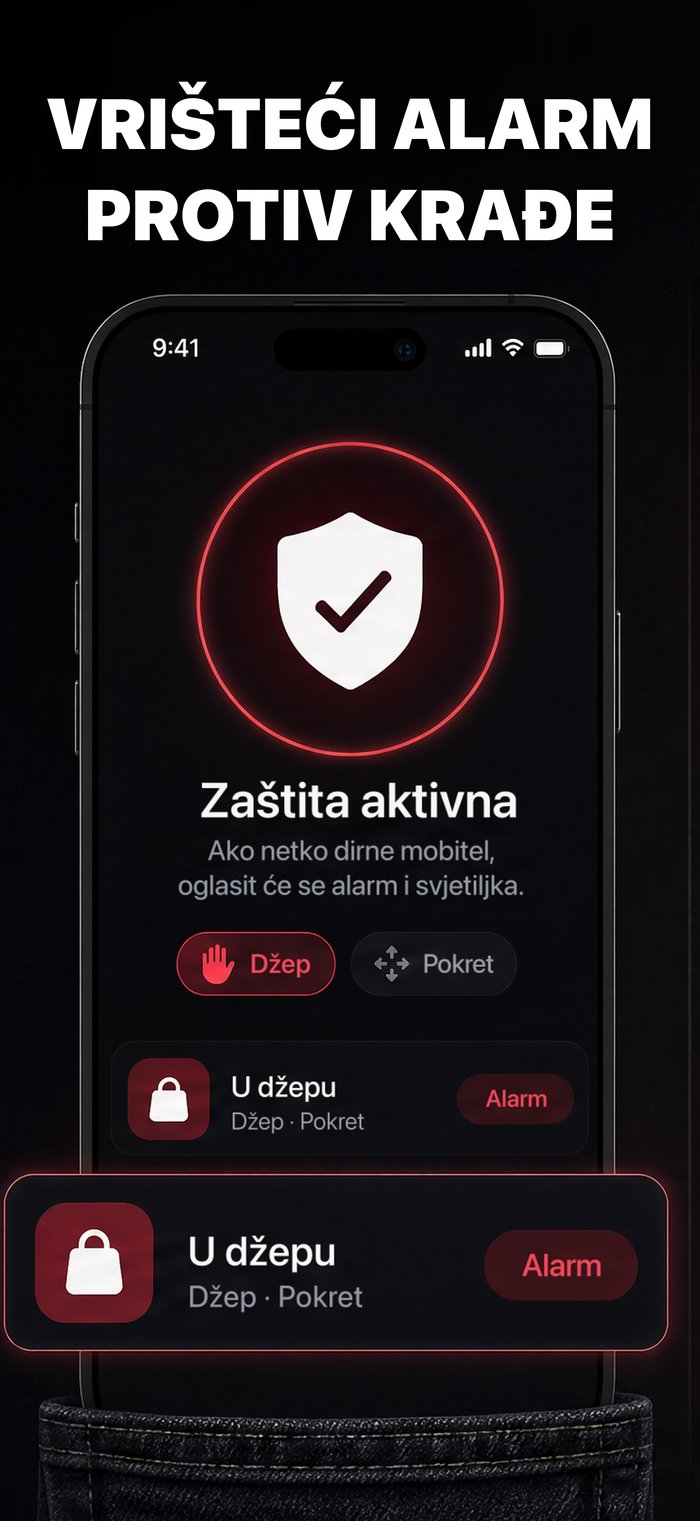 VRIŠTEĆI ALARM
PROTIV KRAĐE
9:41
Zaštita aktivna
Ako netko dirne mobitel,
oglasit će se alarm i svjetiljka.
Džep
Pokret
U džepu
Džep · Pokret
Alarm
U džepu
Džep · Pokret
Alarm